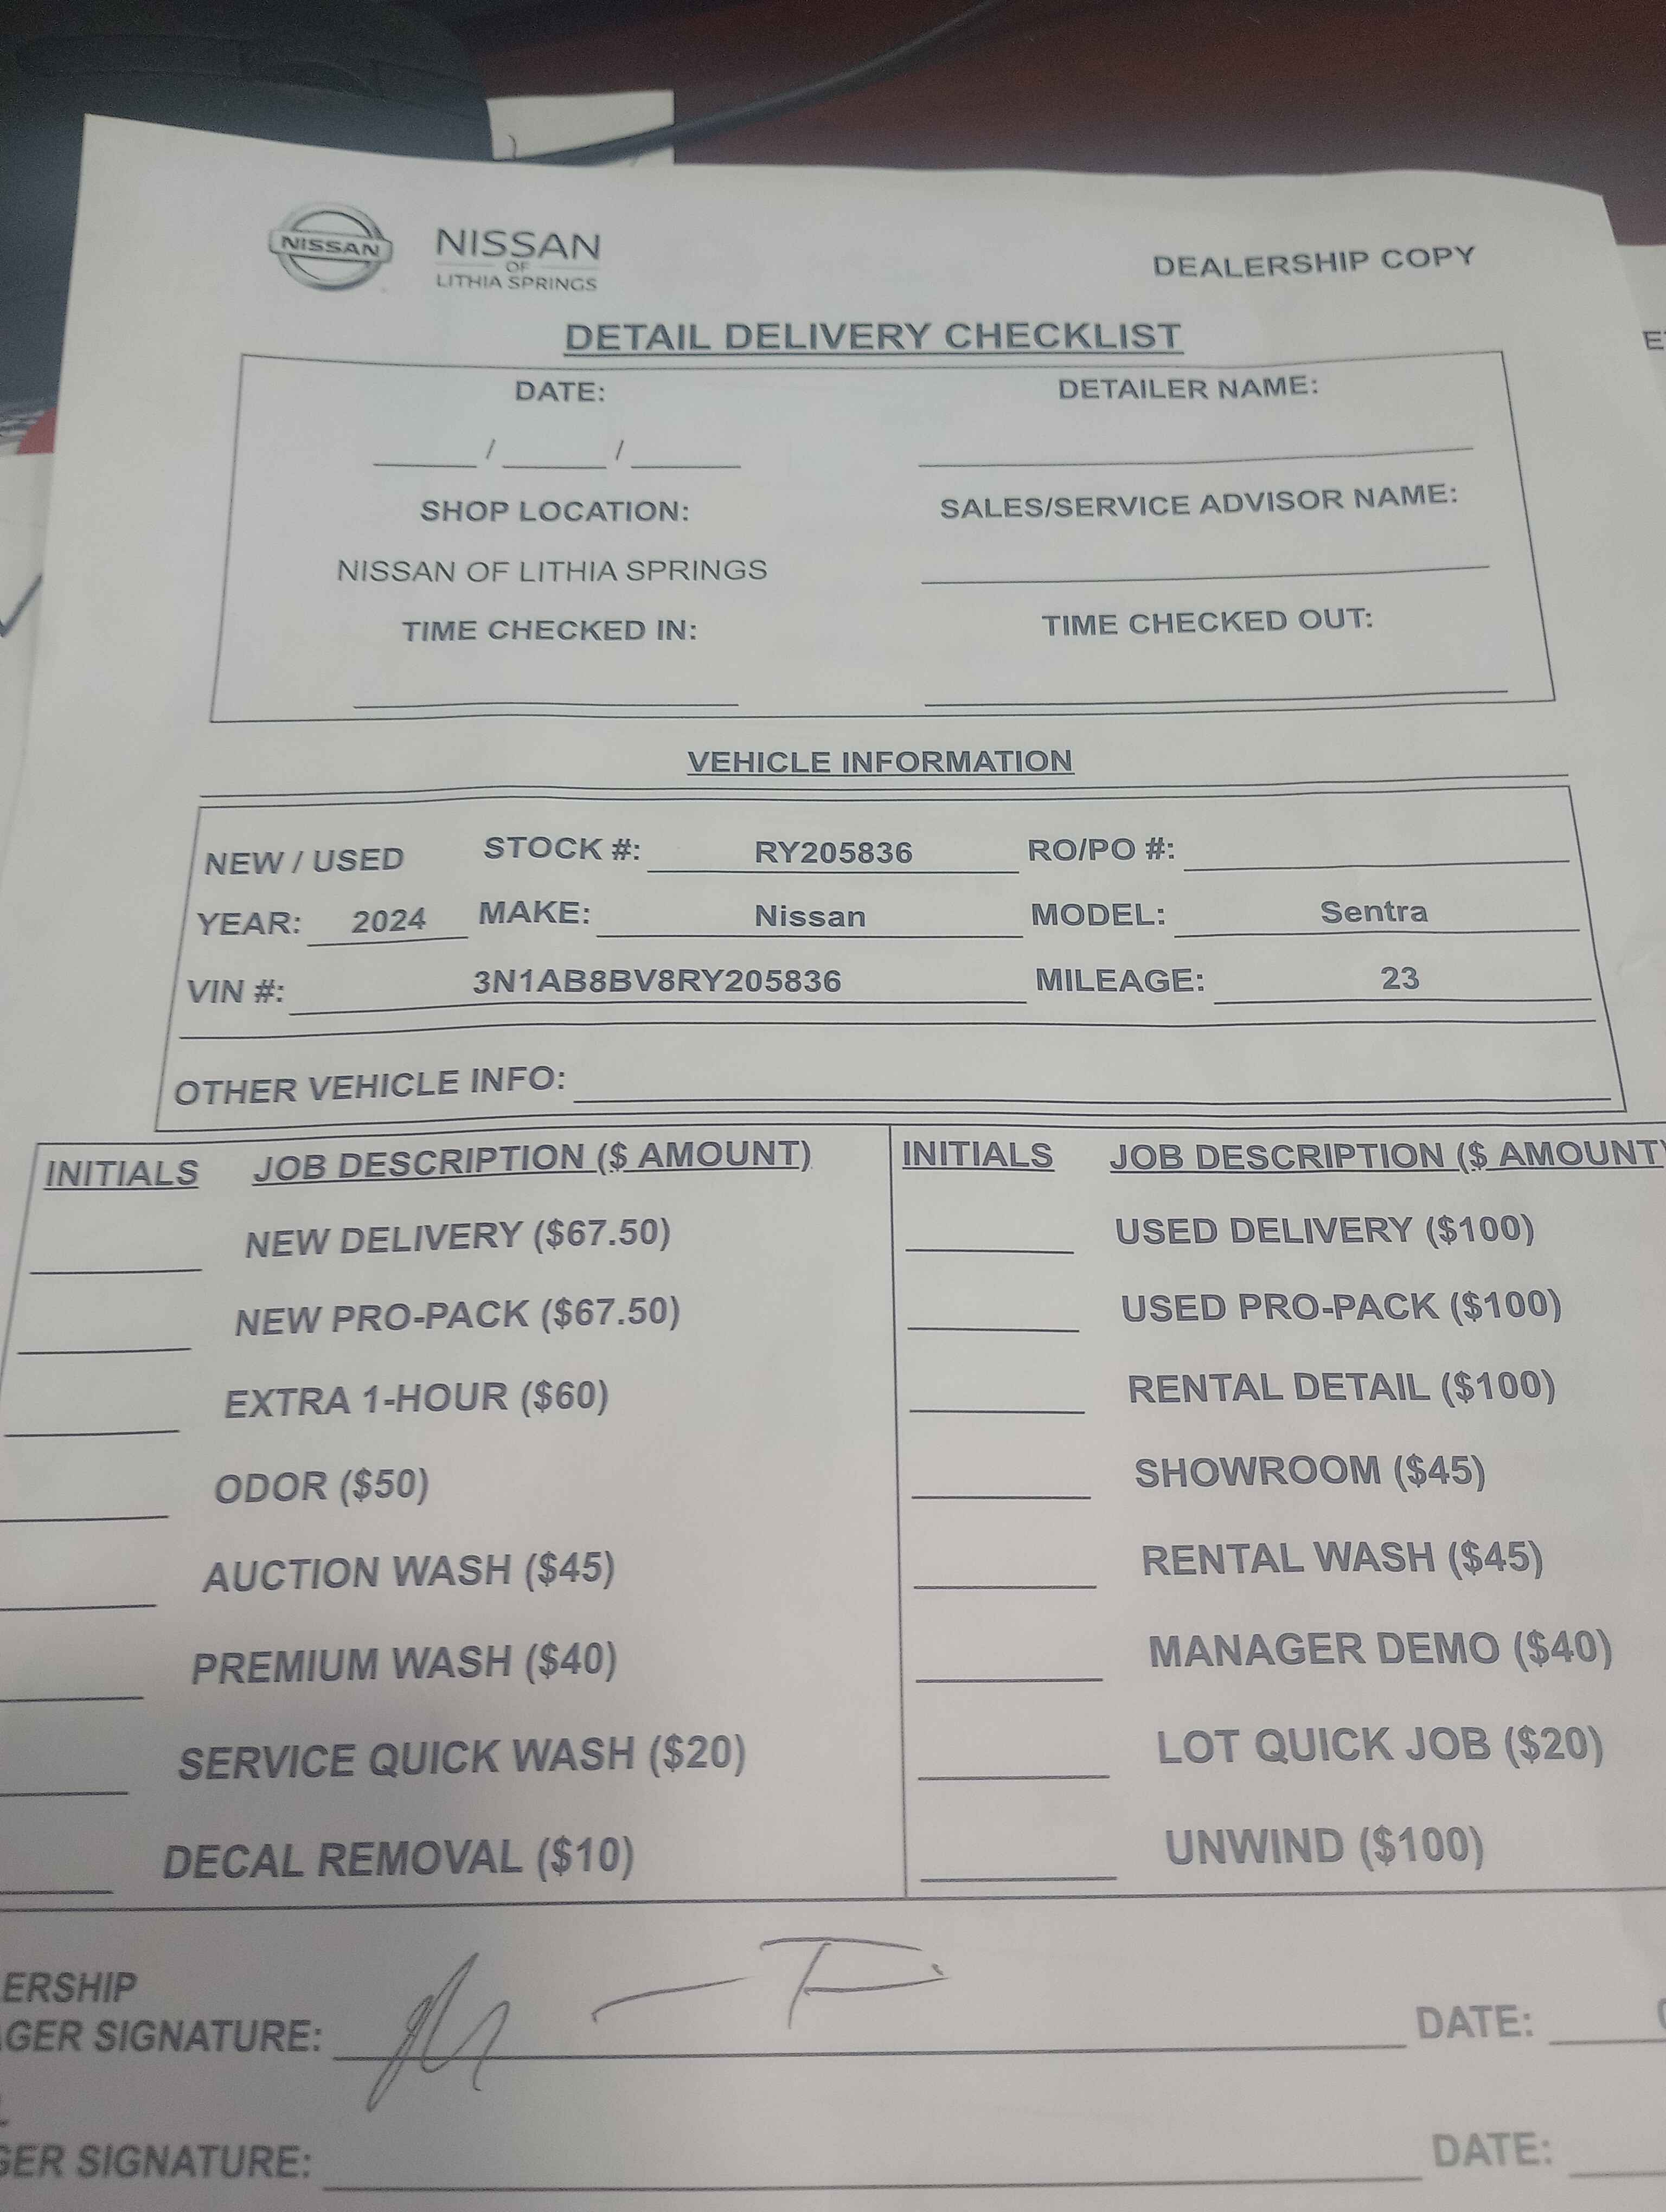 NISSAN
NISSAN
OF
LITHIA SPRINGS
DEALERSHIP COPY
DETAIL DELIVERY CHECKLIST
DATE: DETAILER NAME:
____/____/____
SHOP LOCATION: SALES/SERVICE ADVISOR NAME:
NISSAN OF LITHIA SPRINGS
TIME CHECKED IN: TIME CHECKED OUT:
VEHICLE INFORMATION
NEW / USED STOCK #: RY205836 RO/PO #:
YEAR: 2024 MAKE: Nissan MODEL: Sentra
VIN #: 3N1AB8BV8RY205836 MILEAGE: 23
OTHER VEHICLE INFO:
INITIALS JOB DESCRIPTION ($ AMOUNT) INITIALS JOB DESCRIPTION ($ AMOUNT)
NEW DELIVERY ($67.50) USED DELIVERY ($100)
NEW PRO-PACK ($67.50) USED PRO-PACK ($100)
EXTRA 1-HOUR ($60) RENTAL DETAIL ($100)
ODOR ($50) SHOWROOM ($45)
AUCTION WASH ($45) RENTAL WASH ($45)
PREMIUM WASH ($40) MANAGER DEMO ($40)
SERVICE QUICK WASH ($20) LOT QUICK JOB ($20)
DECAL REMOVAL ($10) UNWIND ($100)
ERSHIP
GER SIGNATURE: DATE:
GER SIGNATURE: DATE: